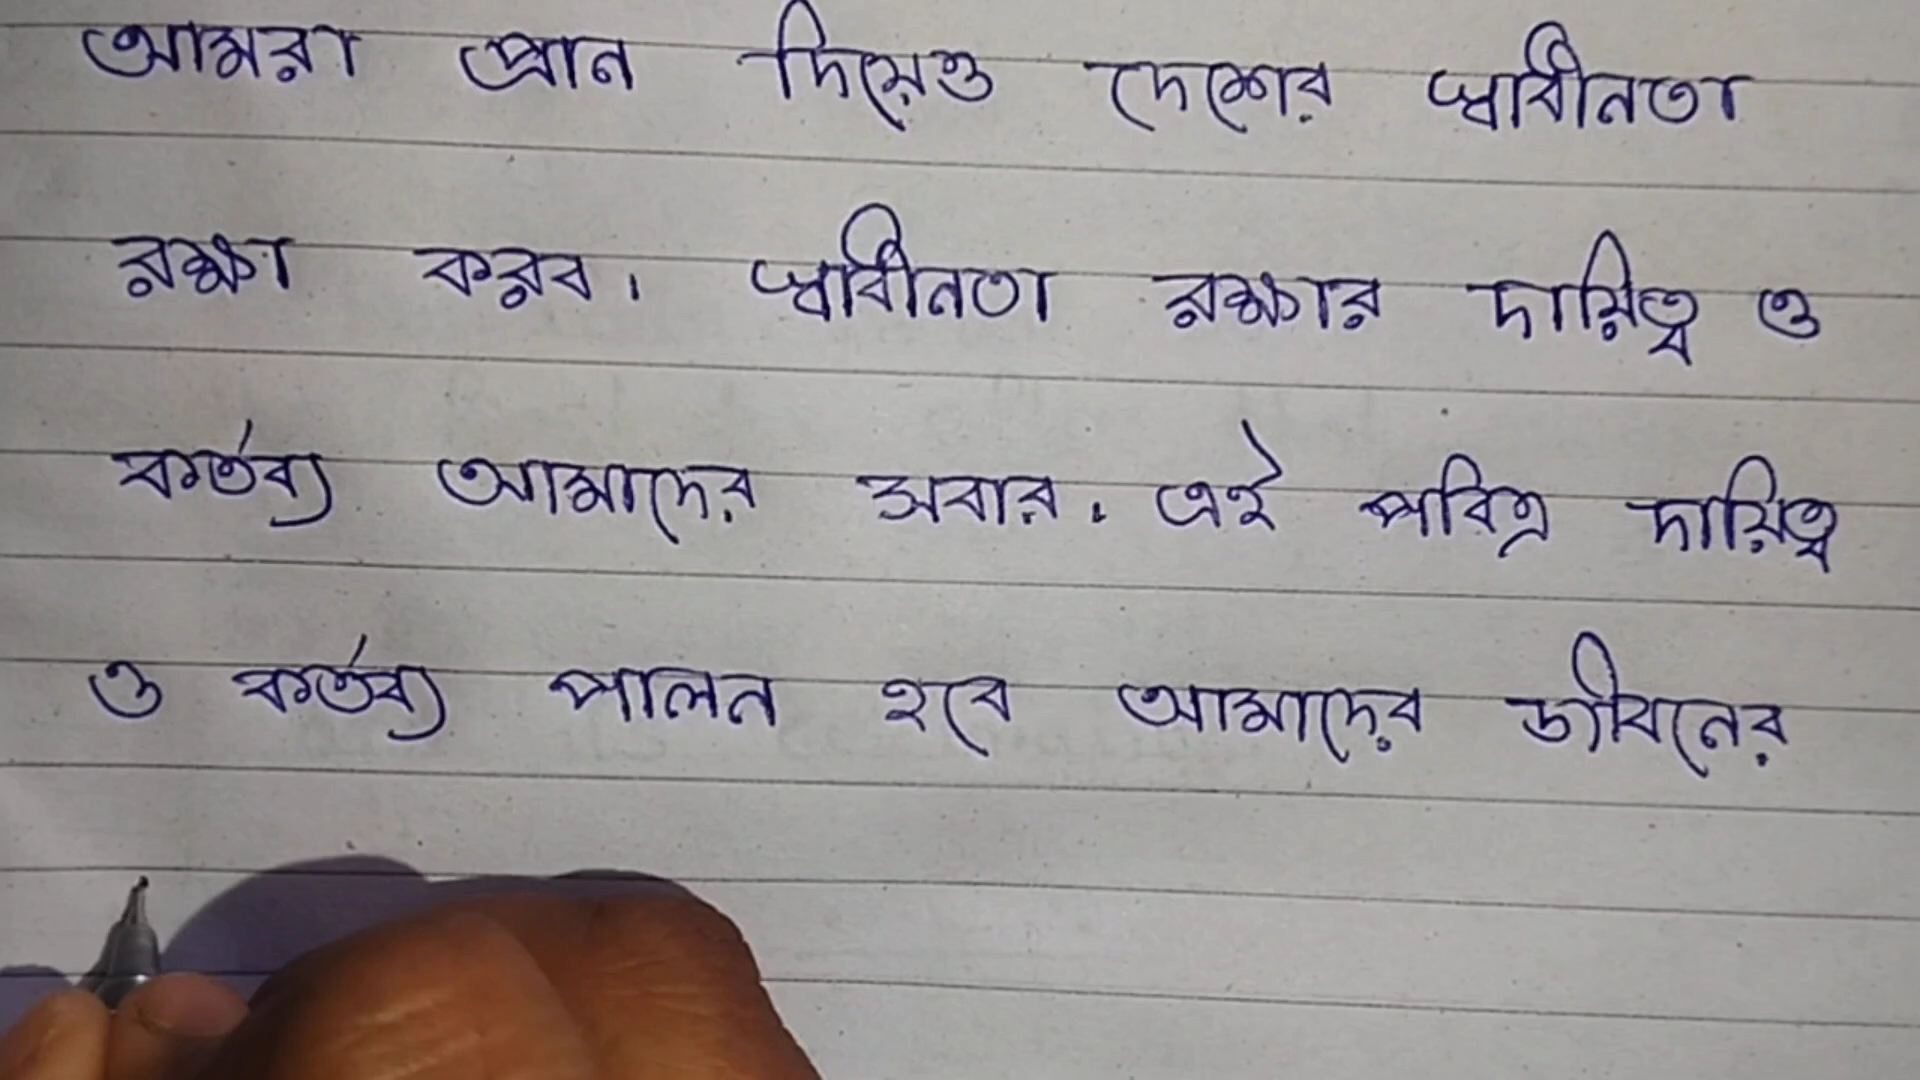 আমরা প্রান দিয়েও দেশের স্বাধীনতা
রক্ষা করব। স্বাধীনতা রক্ষার দায়িত্ব ও
কর্তব্য আমাদের সবার। এই পবিত্র দায়িত্ব
ও কর্তব্য পালন হবে আমাদের জীবনের